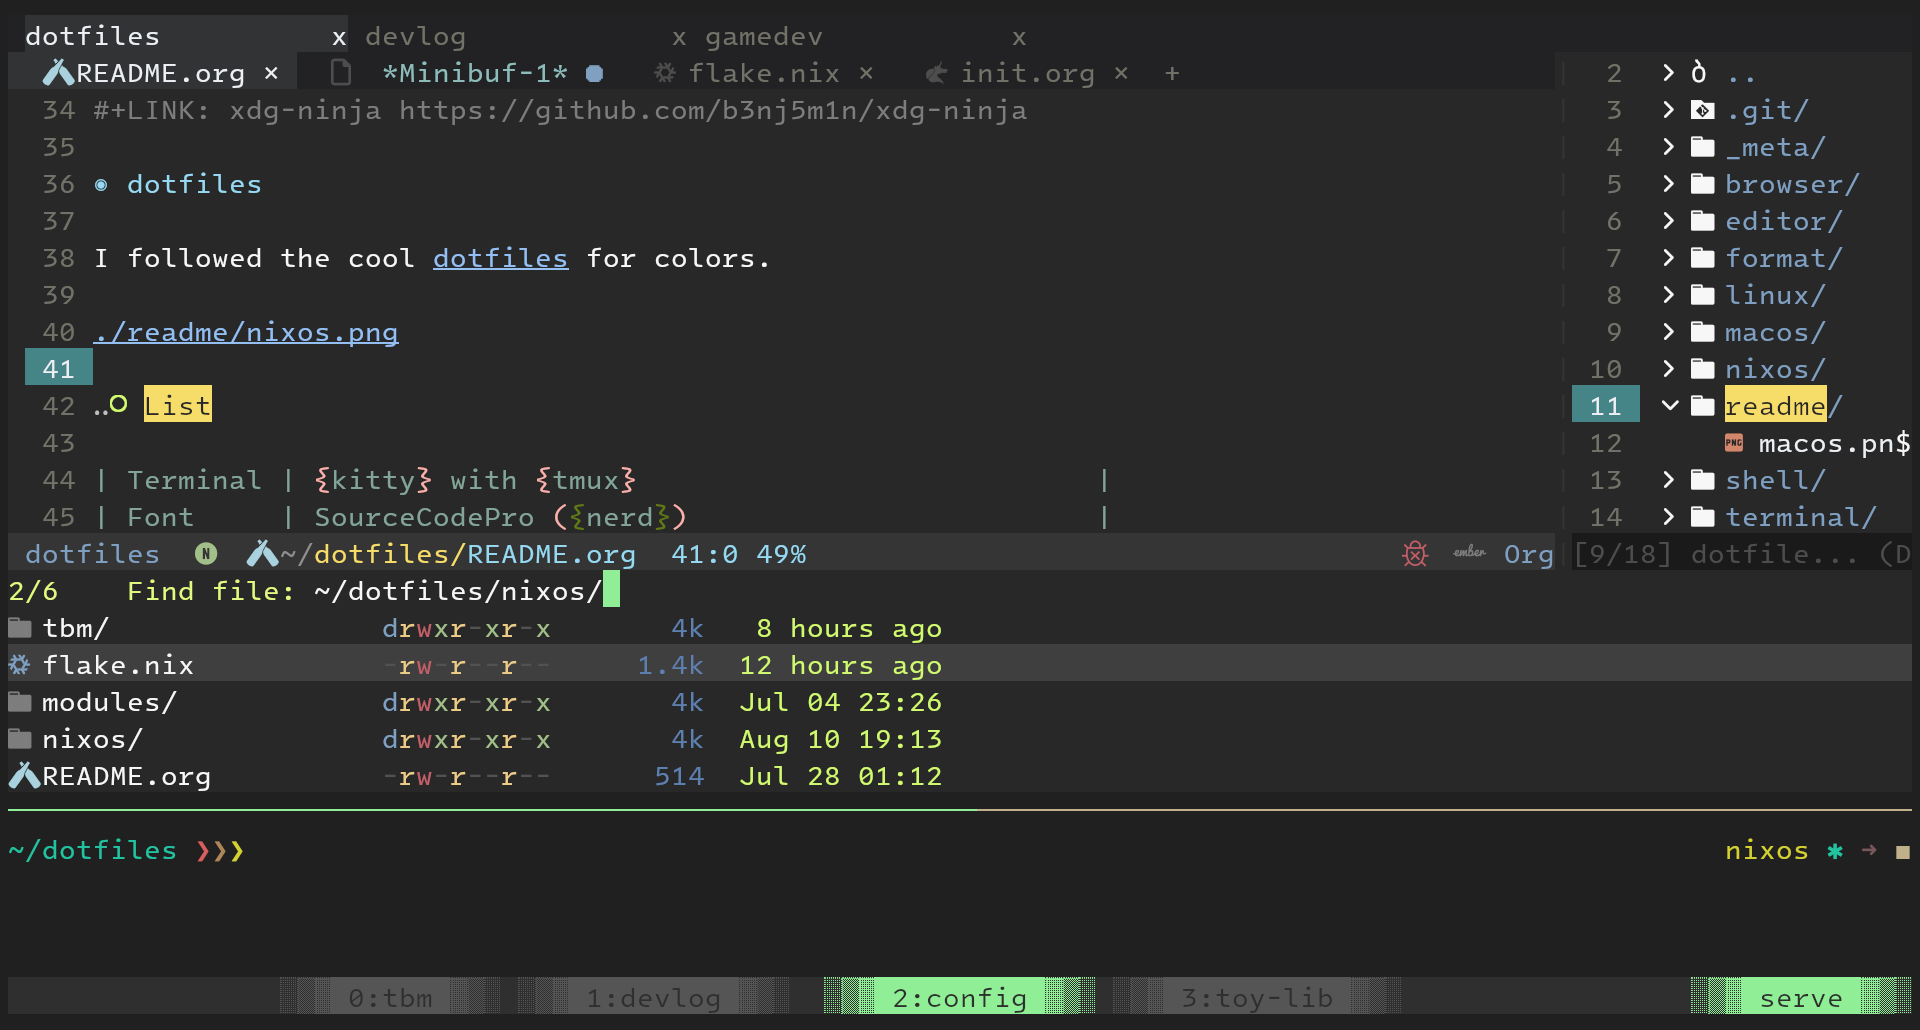 dotfiles x devlog x gamedev x
README.org × *Minibuf-1* flake.nix × init.org × +
34 #+LINK: xdg-ninja https://github.com/b3nj5m1n/xdg-ninja
35
36 dotfiles
37
38 I followed the cool dotfiles for colors.
39
40 ./readme/nixos.png
41
42 .. List
43
44 | Terminal | {kitty} with {tmux} |
45 | Font | SourceCodePro ({nerd}) |
dotfiles N ~/dotfiles/README.org 41:0 49% ember Org
2 ..
3 .git/
4 _meta/
5 browser/
6 editor/
7 format/
8 linux/
9 macos/
10 nixos/
11 readme/
12 PNG macos.pn$
13 shell/
14 terminal/
[9/18] dotfile... (D
2/6 Find file: ~/dotfiles/nixos/
tbm/ drwxr-xr-x 4k 8 hours ago
flake.nix -rw-r--r-- 1.4k 12 hours ago
modules/ drwxr-xr-x 4k Jul 04 23:26
nixos/ drwxr-xr-x 4k Aug 10 19:13
README.org -rw-r--r-- 514 Jul 28 01:12
~/dotfiles ❯❯❯ nixos ✱ → ■
0:tbm 1:devlog 2:config 3:toy-lib serve